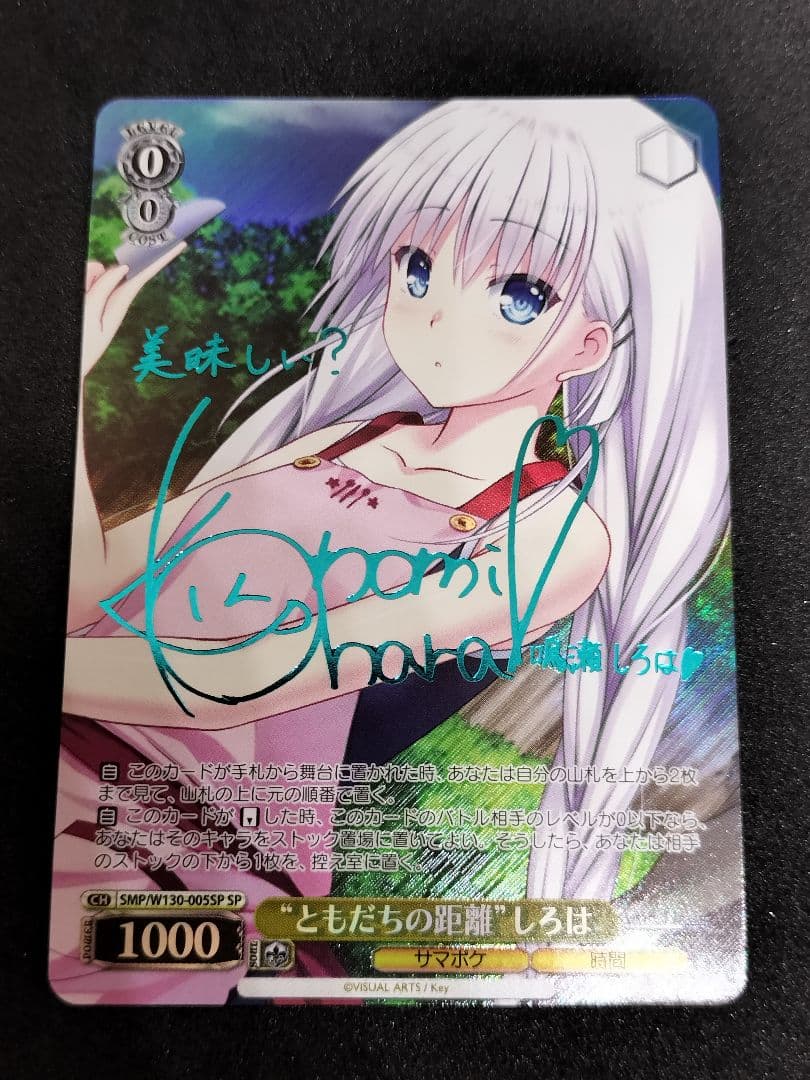 LEVEL
0
0
COST
美味しい?
Konomi
Kohara
鳴瀬しろは♥
自 このカードが手札から舞台に置かれた時、あなたは自分の山札を上から2枚
まで見て、山札の上に元の順番で置く。
自 このカードが したした時、このカードのバトル相手のレベルが0以下なら、
あなたはそのキャラをストック置場に置いてよい。そうしたら、あなたは相手
のストックの下から1枚を、控え室に置く。
CH SMP/W130-005SP SP
POWER 1000 SOUL
“ともだちの距離”しろは
サマポケ 時間
©VISUAL ARTS / Key